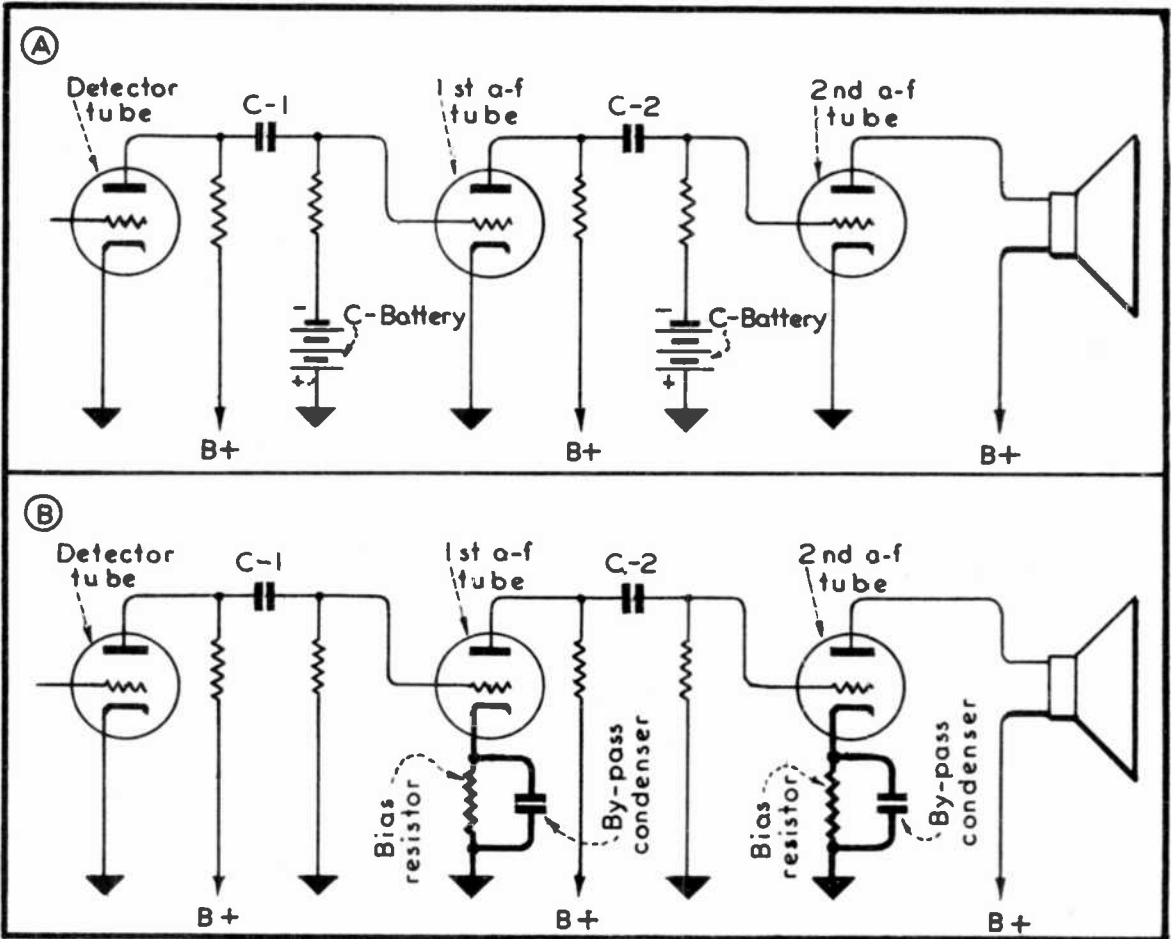 A
Detector
tube
C-1
1st a-f
tube
C-2
2nd a-f
tube
-
C-Battery
+
-
C-Battery
+
B+
B+
B+
B
Detector
tube
C-1
1st a-f
tube
C-2
2nd a-f
tube
Bias
resistor
By-pass
condenser
Bias
resistor
By-pass
condenser
B+
B+
B+